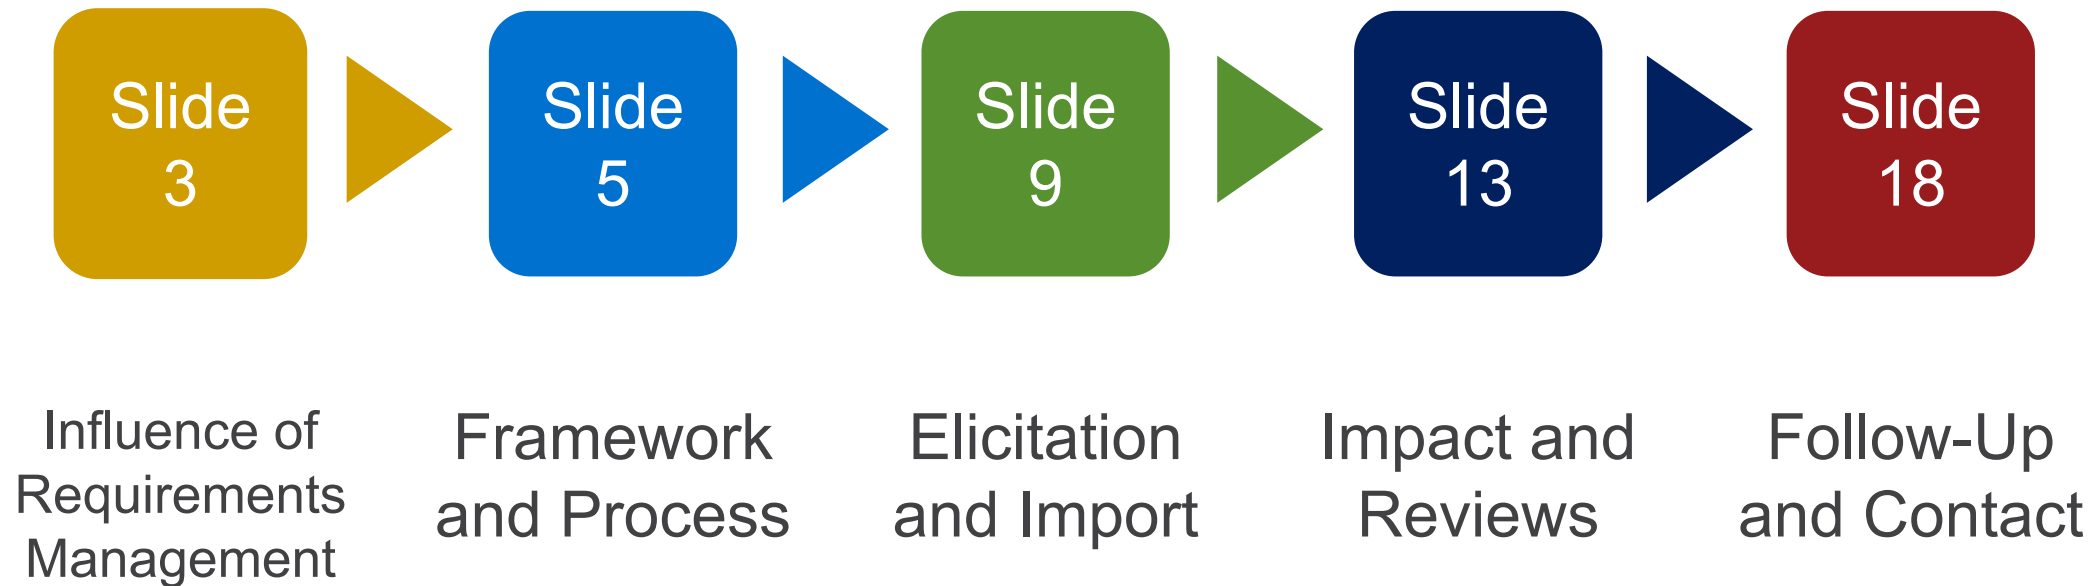 Slide
3
Slide
5
Slide
9
Slide
13
Slide
18
Influence of
Requirements
Management
Framework
and Process
Elicitation
and Import
Impact and
Reviews
Follow-Up
and Contact